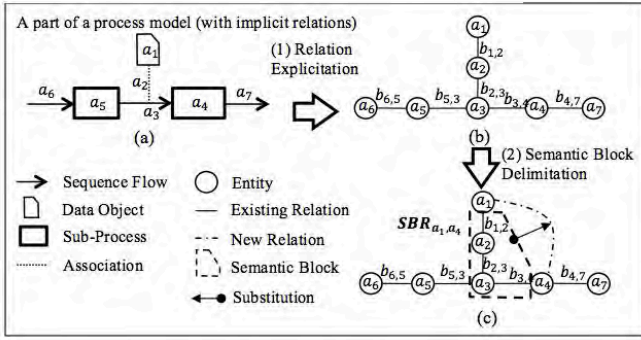 A part of a process model (with implicit relations)
a₁
a₂
a₆
a₅
a₃
a₄
a₇
(a)
(1) Relation
Explicitation
a₁
b₁,₂
a₂
b₂,₃
b₆,₅
b₅,₃
b₃,₄
b₄,₇
a₆
a₅
a₃
a₄
a₇
(b)
(2) Semantic Block
Delimitation
Sequence Flow
Data Object
Sub-Process
Association
Entity
Existing Relation
New Relation
Semantic Block
Substitution
SBR a₁,a₄
a₁
b₁,₂
a₂
b₂,₃
b₆,₅
b₅,₃
b₄,₇
a₆
a₅
a₃
a₄
a₇
(c)